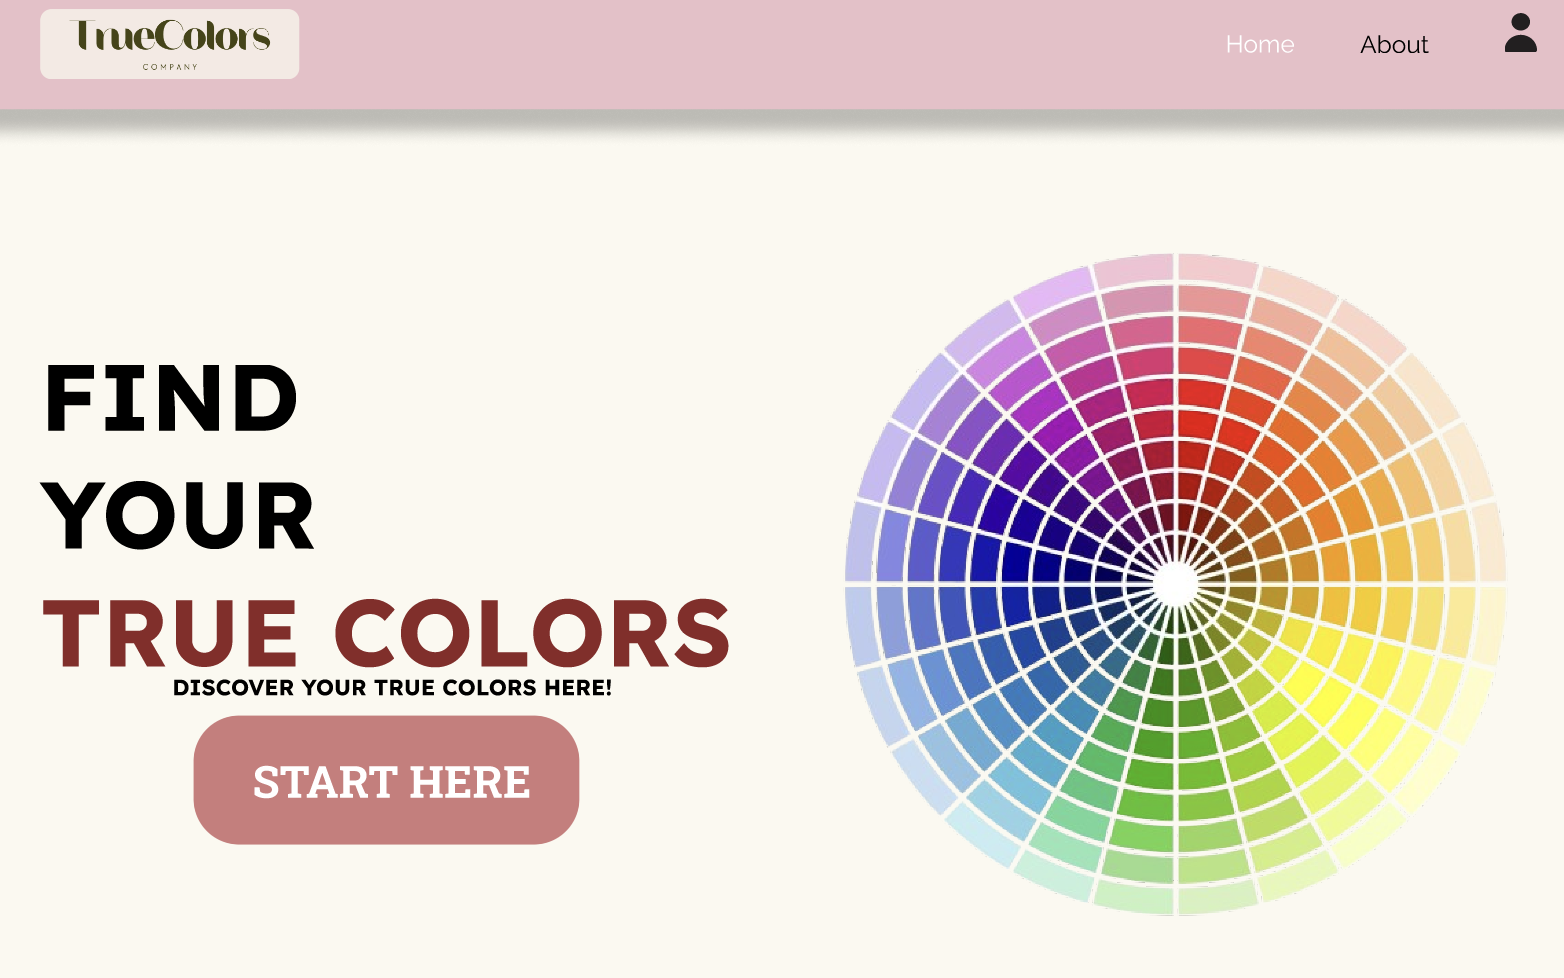 TrueColors
COMPANY
Home
About
FIND
YOUR
TRUE COLORS
DISCOVER YOUR TRUE COLORS HERE!
START HERE